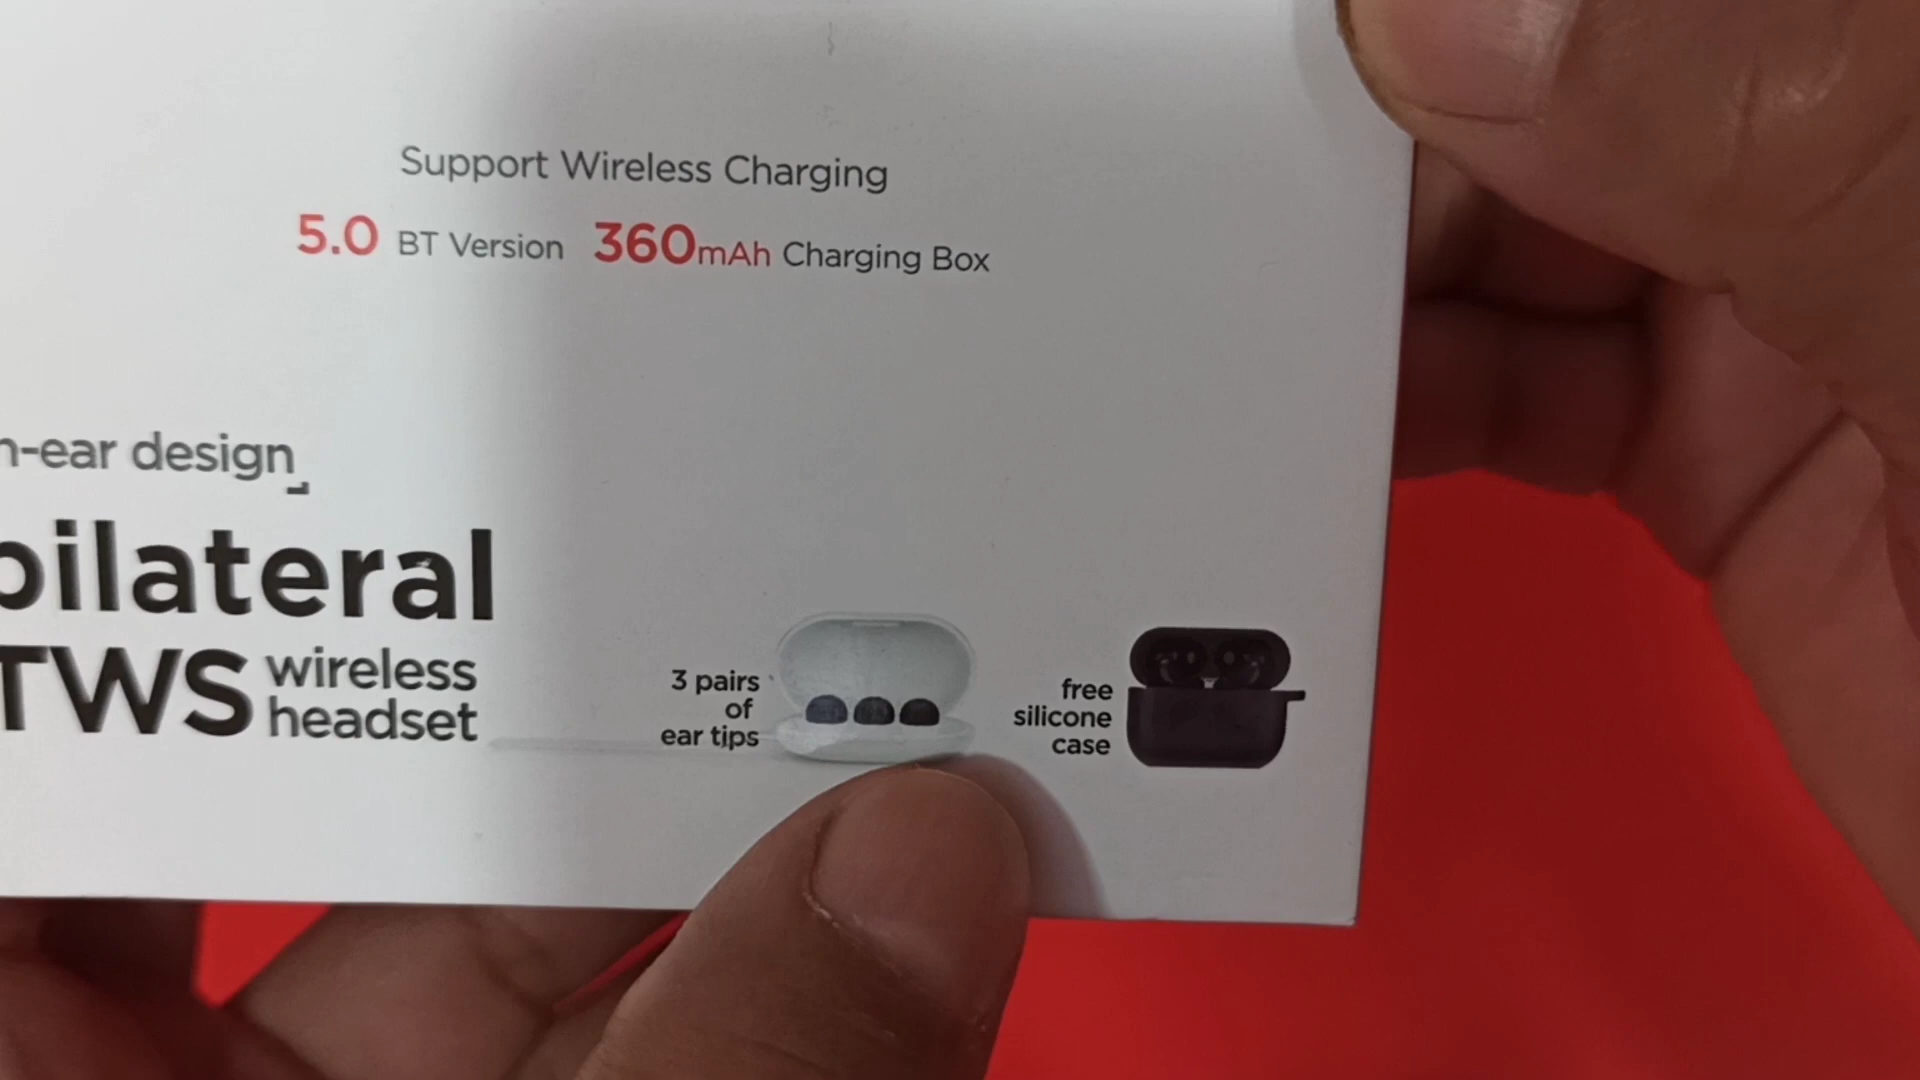 Support Wireless Charging
5.0 BT Version 360mAh Charging Box
n-ear design
bilateral
TWS wireless
headset
3 pairs
of
ear tips
free
silicone
case